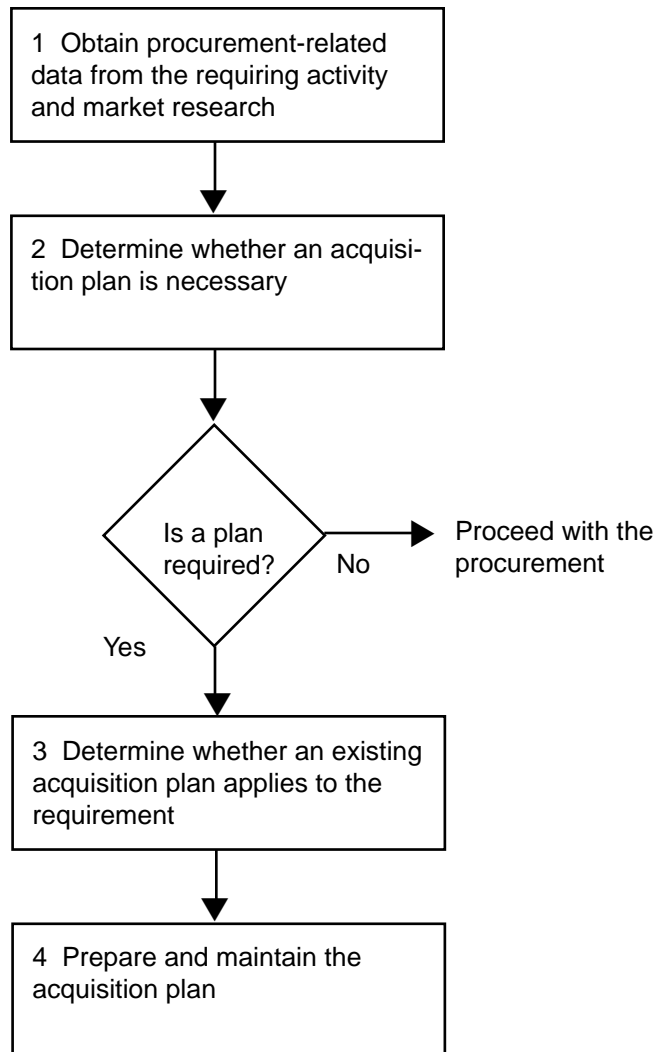 1 Obtain procurement-related
data from the requiring activity
and market research
2 Determine whether an acquisi-
tion plan is necessary
Is a plan
required?
No
Proceed with the
procurement
Yes
3 Determine whether an existing
acquisition plan applies to the
requirement
4 Prepare and maintain the
acquisition plan